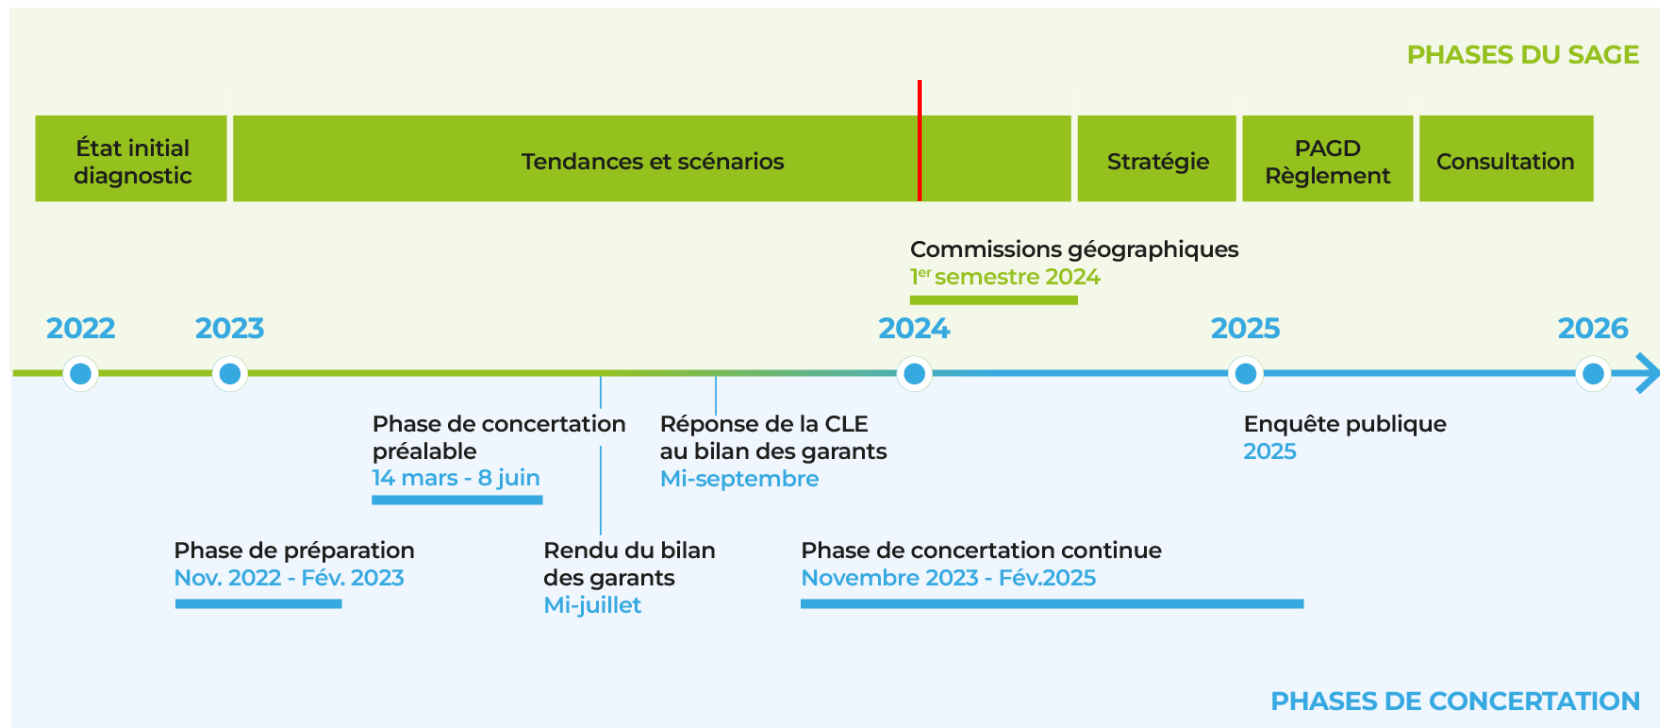 PHASES DU SAGE
État initial
diagnostic
Tendances et scénarios
Stratégie
PAGD
Règlement
Consultation
Commissions géographiques
1er semestre 2024
2022
2023
2024
2025
2026
Phase de concertation
préalable
14 mars - 8 juin
Réponse de la CLE
au bilan des garants
Mi-septembre
Enquête publique
2025
Phase de préparation
Nov. 2022 - Fév. 2023
Rendu du bilan
des garants
Mi-juillet
Phase de concertation continue
Novembre 2023 - Fév.2025
PHASES DE CONCERTATION